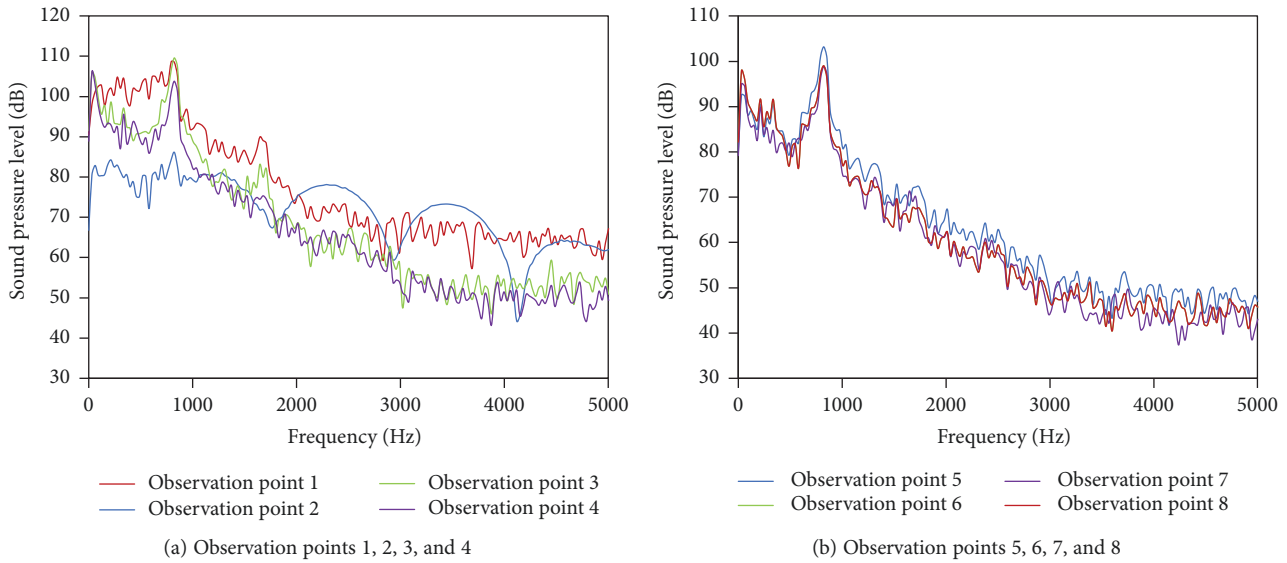 120
110
100
90
80
70
60
50
40
30
Sound pressure level (dB)
0 1000 2000 3000 4000 5000
Frequency (Hz)
Observation point 1
Observation point 3
Observation point 2
Observation point 4
(a) Observation points 1, 2, 3, and 4
110
100
90
80
70
60
50
40
30
Sound pressure level (dB)
0 1000 2000 3000 4000 5000
Frequency (Hz)
Observation point 5
Observation point 7
Observation point 6
Observation point 8
(b) Observation points 5, 6, 7, and 8